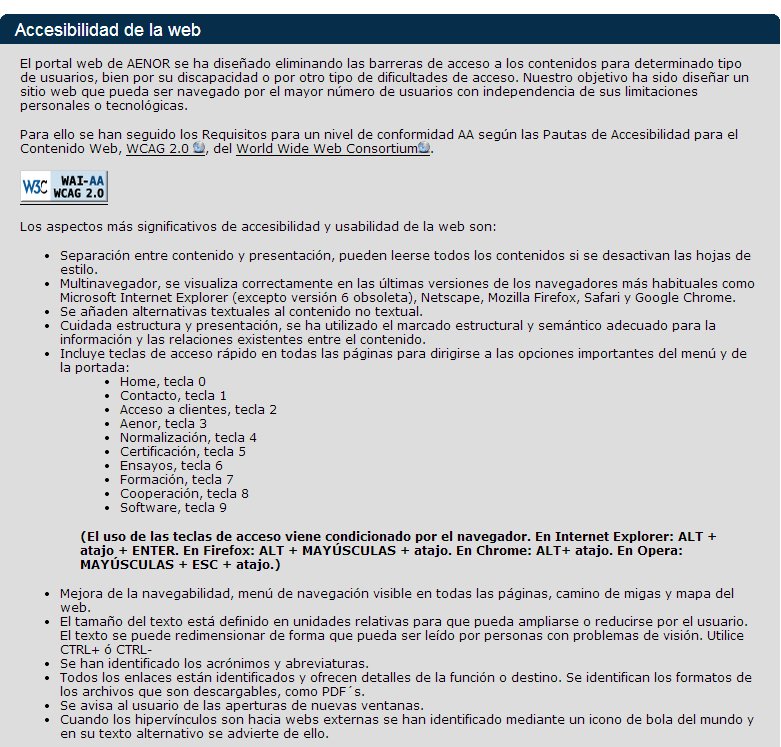 Accesibilidad de la web
El portal web de AENOR se ha diseñado eliminando las barreras de acceso a los contenidos para determinado tipo
de usuarios, bien por su discapacidad o por otro tipo de dificultades de acceso. Nuestro objetivo ha sido diseñar un
sitio web que pueda ser navegado por el mayor número de usuarios con independencia de sus limitaciones
personales o tecnológicas.
Para ello se han seguido los Requisitos para un nivel de conformidad AA según las Pautas de Accesibilidad para el
Contenido Web, WCAG 2.0, del World Wide Web Consortium.
W3C WAI-AA
WCAG 2.0
Los aspectos más significativos de accesibilidad y usabilidad de la web son:
• Separación entre contenido y presentación, pueden leerse todos los contenidos si se desactivan las hojas de
estilo.
• Multinavegador, se visualiza correctamente en las últimas versiones de los navegadores más habituales como
Microsoft Internet Explorer (excepto versión 6 obsoleta), Netscape, Mozilla Firefox, Safari y Google Chrome.
• Se añaden alternativas textuales al contenido no textual.
• Cuidada estructura y presentación, se ha utilizado el marcado estructural y semántico adecuado para la
información y las relaciones existentes entre el contenido.
• Incluye teclas de acceso rápido en todas las páginas para dirigirse a las opciones importantes del menú y de
la portada:
• Home, tecla 0
• Contacto, tecla 1
• Acceso a clientes, tecla 2
• Aenor, tecla 3
• Normalización, tecla 4
• Certificación, tecla 5
• Ensayos, tecla 6
• Formación, tecla 7
• Cooperación, tecla 8
• Software, tecla 9
(El uso de las teclas de acceso viene condicionado por el navegador. En Internet Explorer: ALT +
atajo + ENTER. En Firefox: ALT + MAYÚSCULAS + atajo. En Chrome: ALT+ atajo. En Opera:
MAYÚSCULAS + ESC + atajo.)
• Mejora de la navegabilidad, menú de navegación visible en todas las páginas, camino de migas y mapa del
web.
• El tamaño del texto está definido en unidades relativas para que pueda ampliarse o reducirse por el usuario.
El texto se puede redimensionar de forma que pueda ser leído por personas con problemas de visión. Utilice
CTRL+ ó CTRL-
• Se han identificado los acrónimos y abreviaturas.
• Todos los enlaces están identificados y ofrecen detalles de la función o destino. Se identifican los formatos de
los archivos que son descargables, como PDF´s.
• Se avisa al usuario de las aperturas de nuevas ventanas.
• Cuando los hipervínculos son hacia webs externas se han identificado mediante un icono de bola del mundo y
en su texto alternativo se advierte de ello.